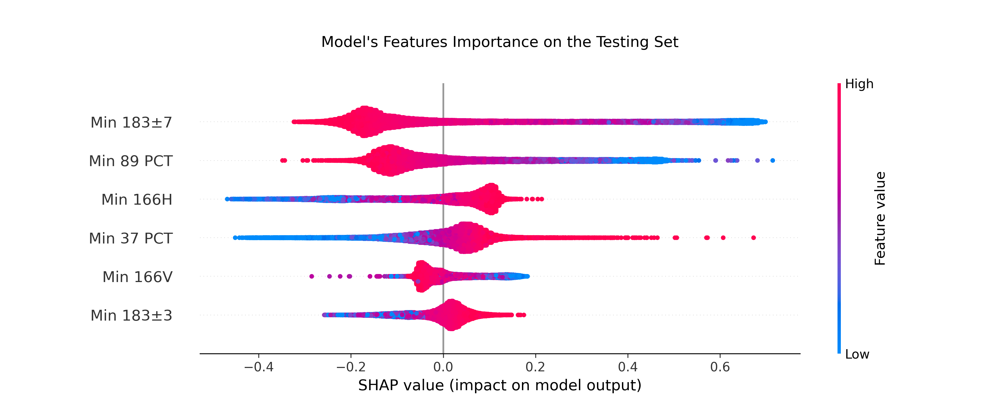 Model's Features Importance on the Testing Set
High
Min 183±7
Min 89 PCT
Min 166H
Min 37 PCT
Min 166V
Min 183±3
Feature value
Low
−0.4 −0.2 0.0 0.2 0.4 0.6
SHAP value (impact on model output)